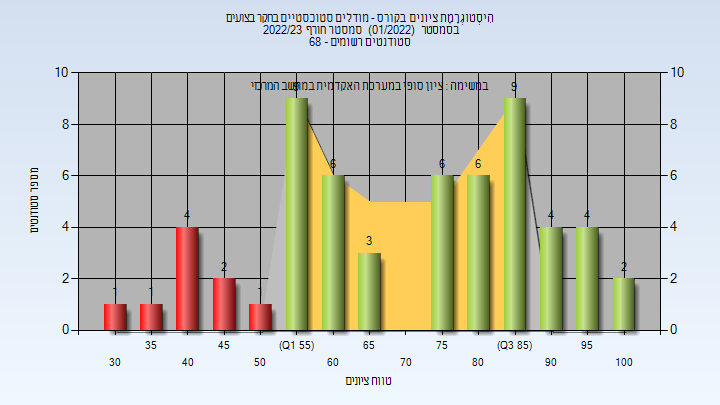 הִיסְטוֹגְרָמַת ציונים בקורס - מודלים סטוכסטיים בחקר בצועים
בסמסטר (01/2022) סמסטר חורף 2022/23
סטודנטים רשומים - 68
במשימה : ציון סופי במערכת האקדמית במחשב המרכזי
מספר סטודנטים
10 10
8 8
6 6
4 4
2 2
0 0
1 1 4 2 1 9 6 3 6 6 9 4 4 2
35 45 (Q1 55) 65 75 (Q3 85) 95
30 40 50 60 70 80 90 100
טווח ציונים